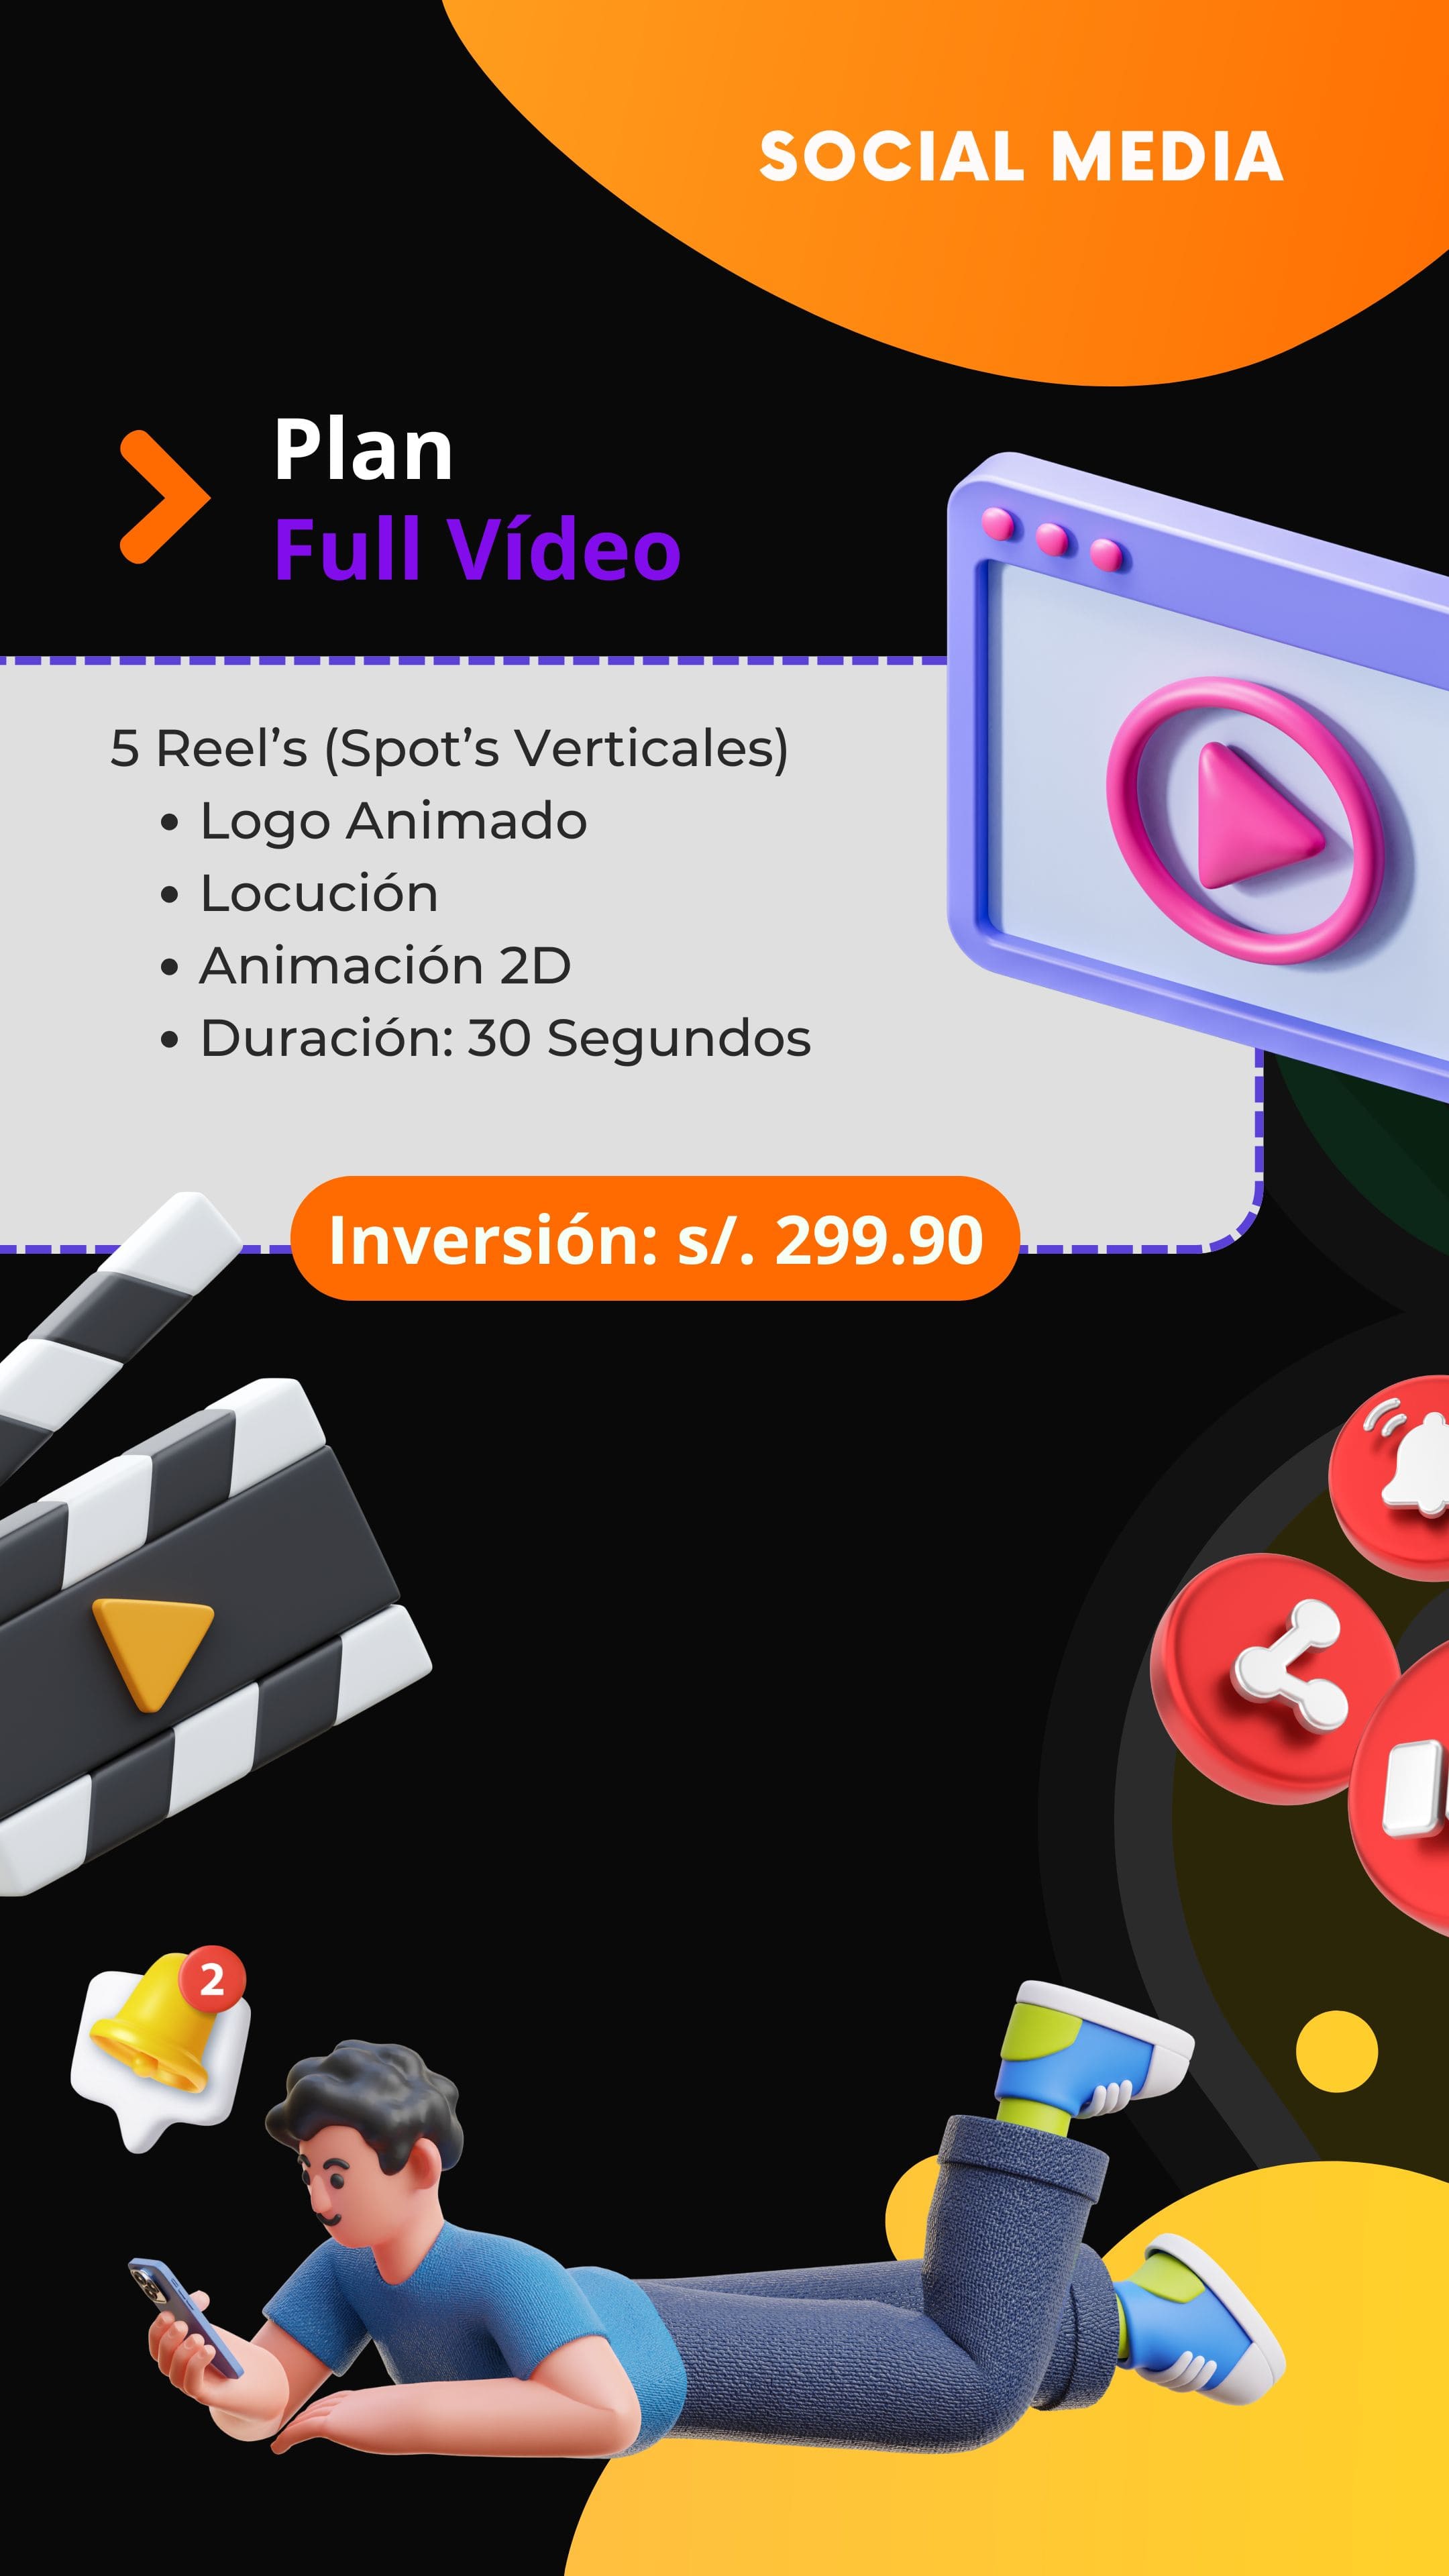 SOCIAL MEDIA
Plan
Full Vídeo
5 Reel’s (Spot’s Verticales)
• Logo Animado
• Locución
• Animación 2D
• Duración: 30 Segundos
Inversión: s/. 299.90
2